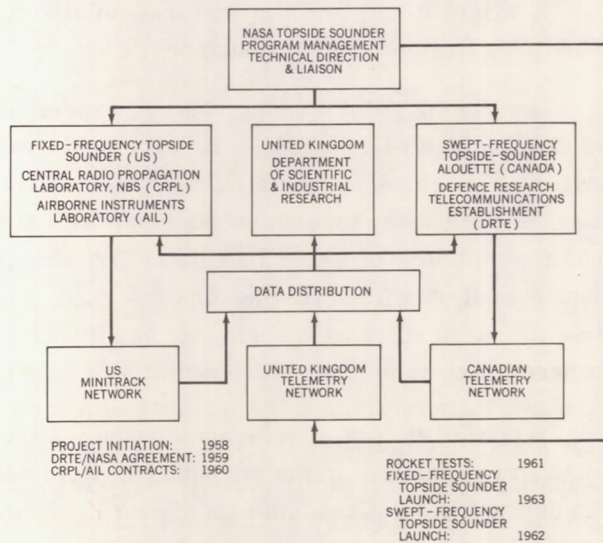 NASA TOPSIDE SOUNDER
PROGRAM MANAGEMENT
TECHNICAL DIRECTION
& LIAISON
FIXED-FREQUENCY TOPSIDE
SOUNDER (US)
CENTRAL RADIO PROPAGATION
LABORATORY, NBS (CRPL)
AIRBORNE INSTRUMENTS
LABORATORY (AIL)
UNITED KINGDOM
DEPARTMENT
OF SCIENTIFIC
& INDUSTRIAL
RESEARCH
SWEPT-FREQUENCY
TOPSIDE-SOUNDER
ALOUETTE (CANADA)
DEFENCE RESEARCH
TELECOMMUNICATIONS
ESTABLISHMENT
(DRTE)
DATA DISTRIBUTION
US
MINITRACK
NETWORK
UNITED KINGDOM
TELEMETRY
NETWORK
CANADIAN
TELEMETRY
NETWORK
PROJECT INITIATION: 1958
DRTE/NASA AGREEMENT: 1959
CRPL/AIL CONTRACTS: 1960
ROCKET TESTS: 1961
FIXED-FREQUENCY
TOPSIDE SOUNDER
LAUNCH: 1963
SWEPT-FREQUENCY
TOPSIDE SOUNDER
LAUNCH: 1962